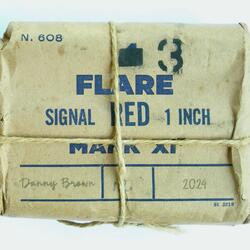 N. 608
3
FLARE
SIGNAL RED 1 INCH
MARK XI
Danny Brown 2024